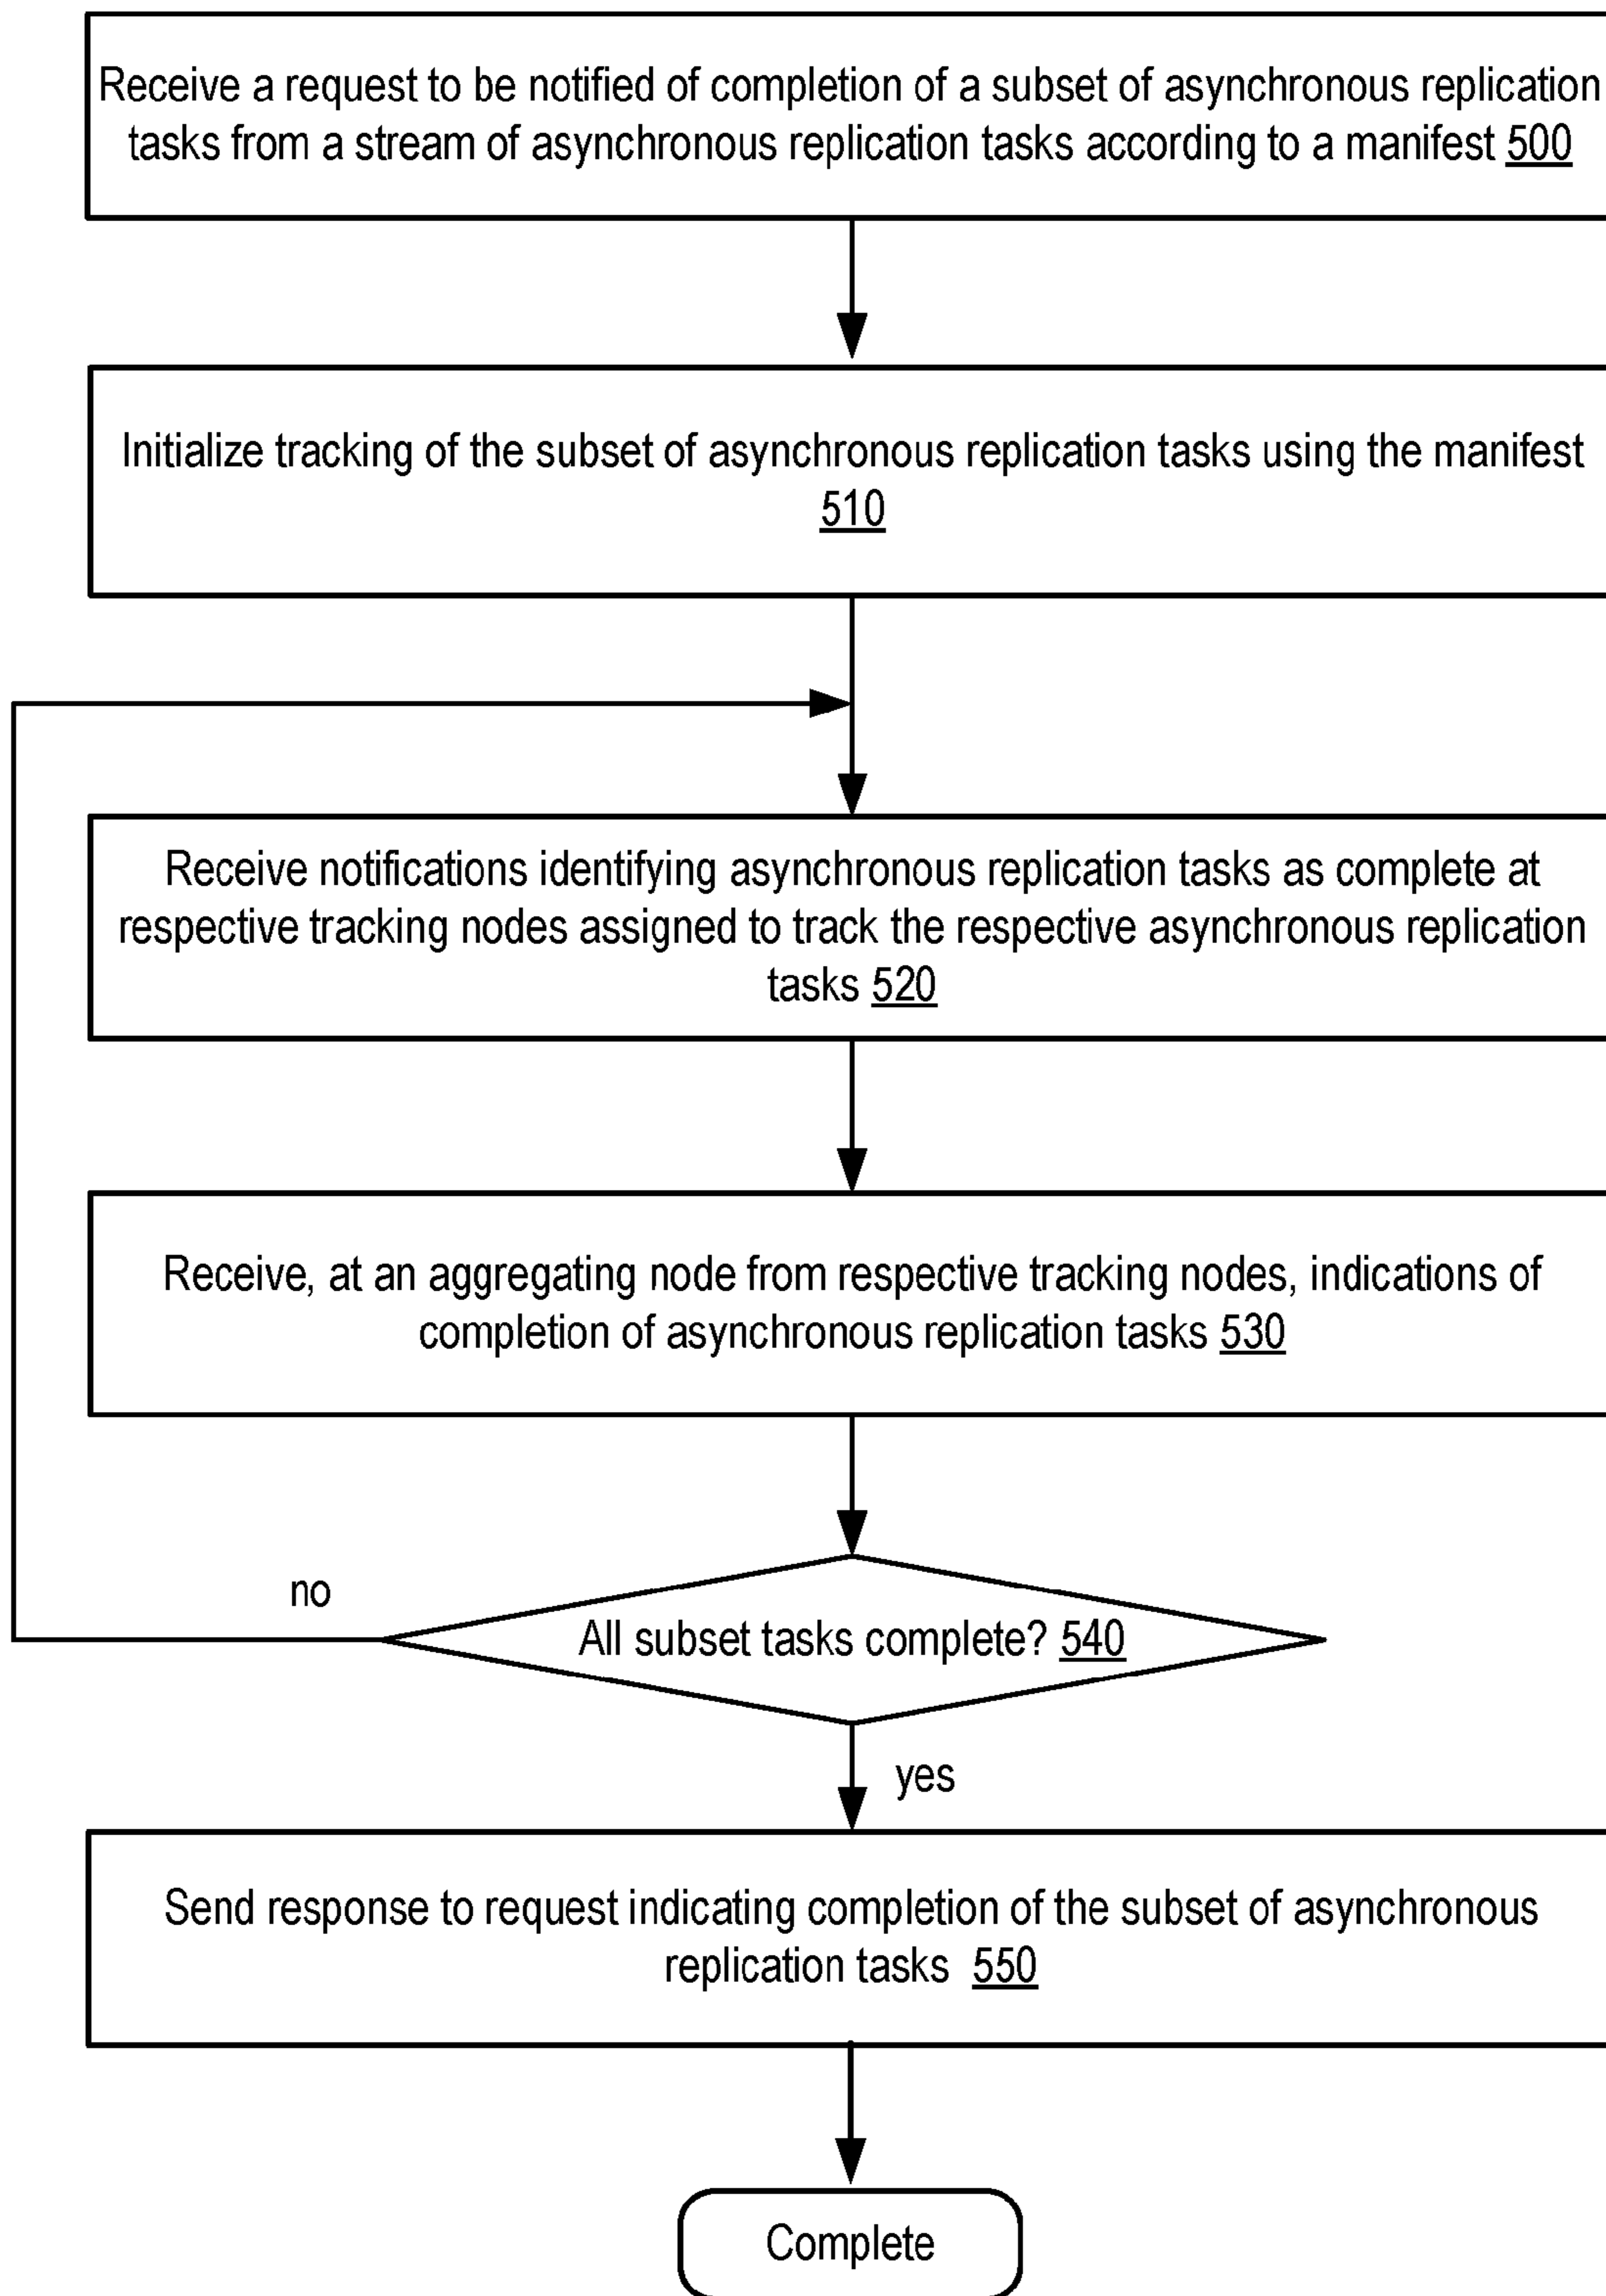 Receive a request to be notified of completion of a subset of asynchronous replication
tasks from a stream of asynchronous replication tasks according to a manifest 500
Initialize tracking of the subset of asynchronous replication tasks using the manifest
510
Receive notifications identifying asynchronous replication tasks as complete at
respective tracking nodes assigned to track the respective asynchronous replication
tasks 520
Receive, at an aggregating node from respective tracking nodes, indications of
completion of asynchronous replication tasks 530
no
All subset tasks complete? 540
yes
Send response to request indicating completion of the subset of asynchronous
replication tasks 550
Complete